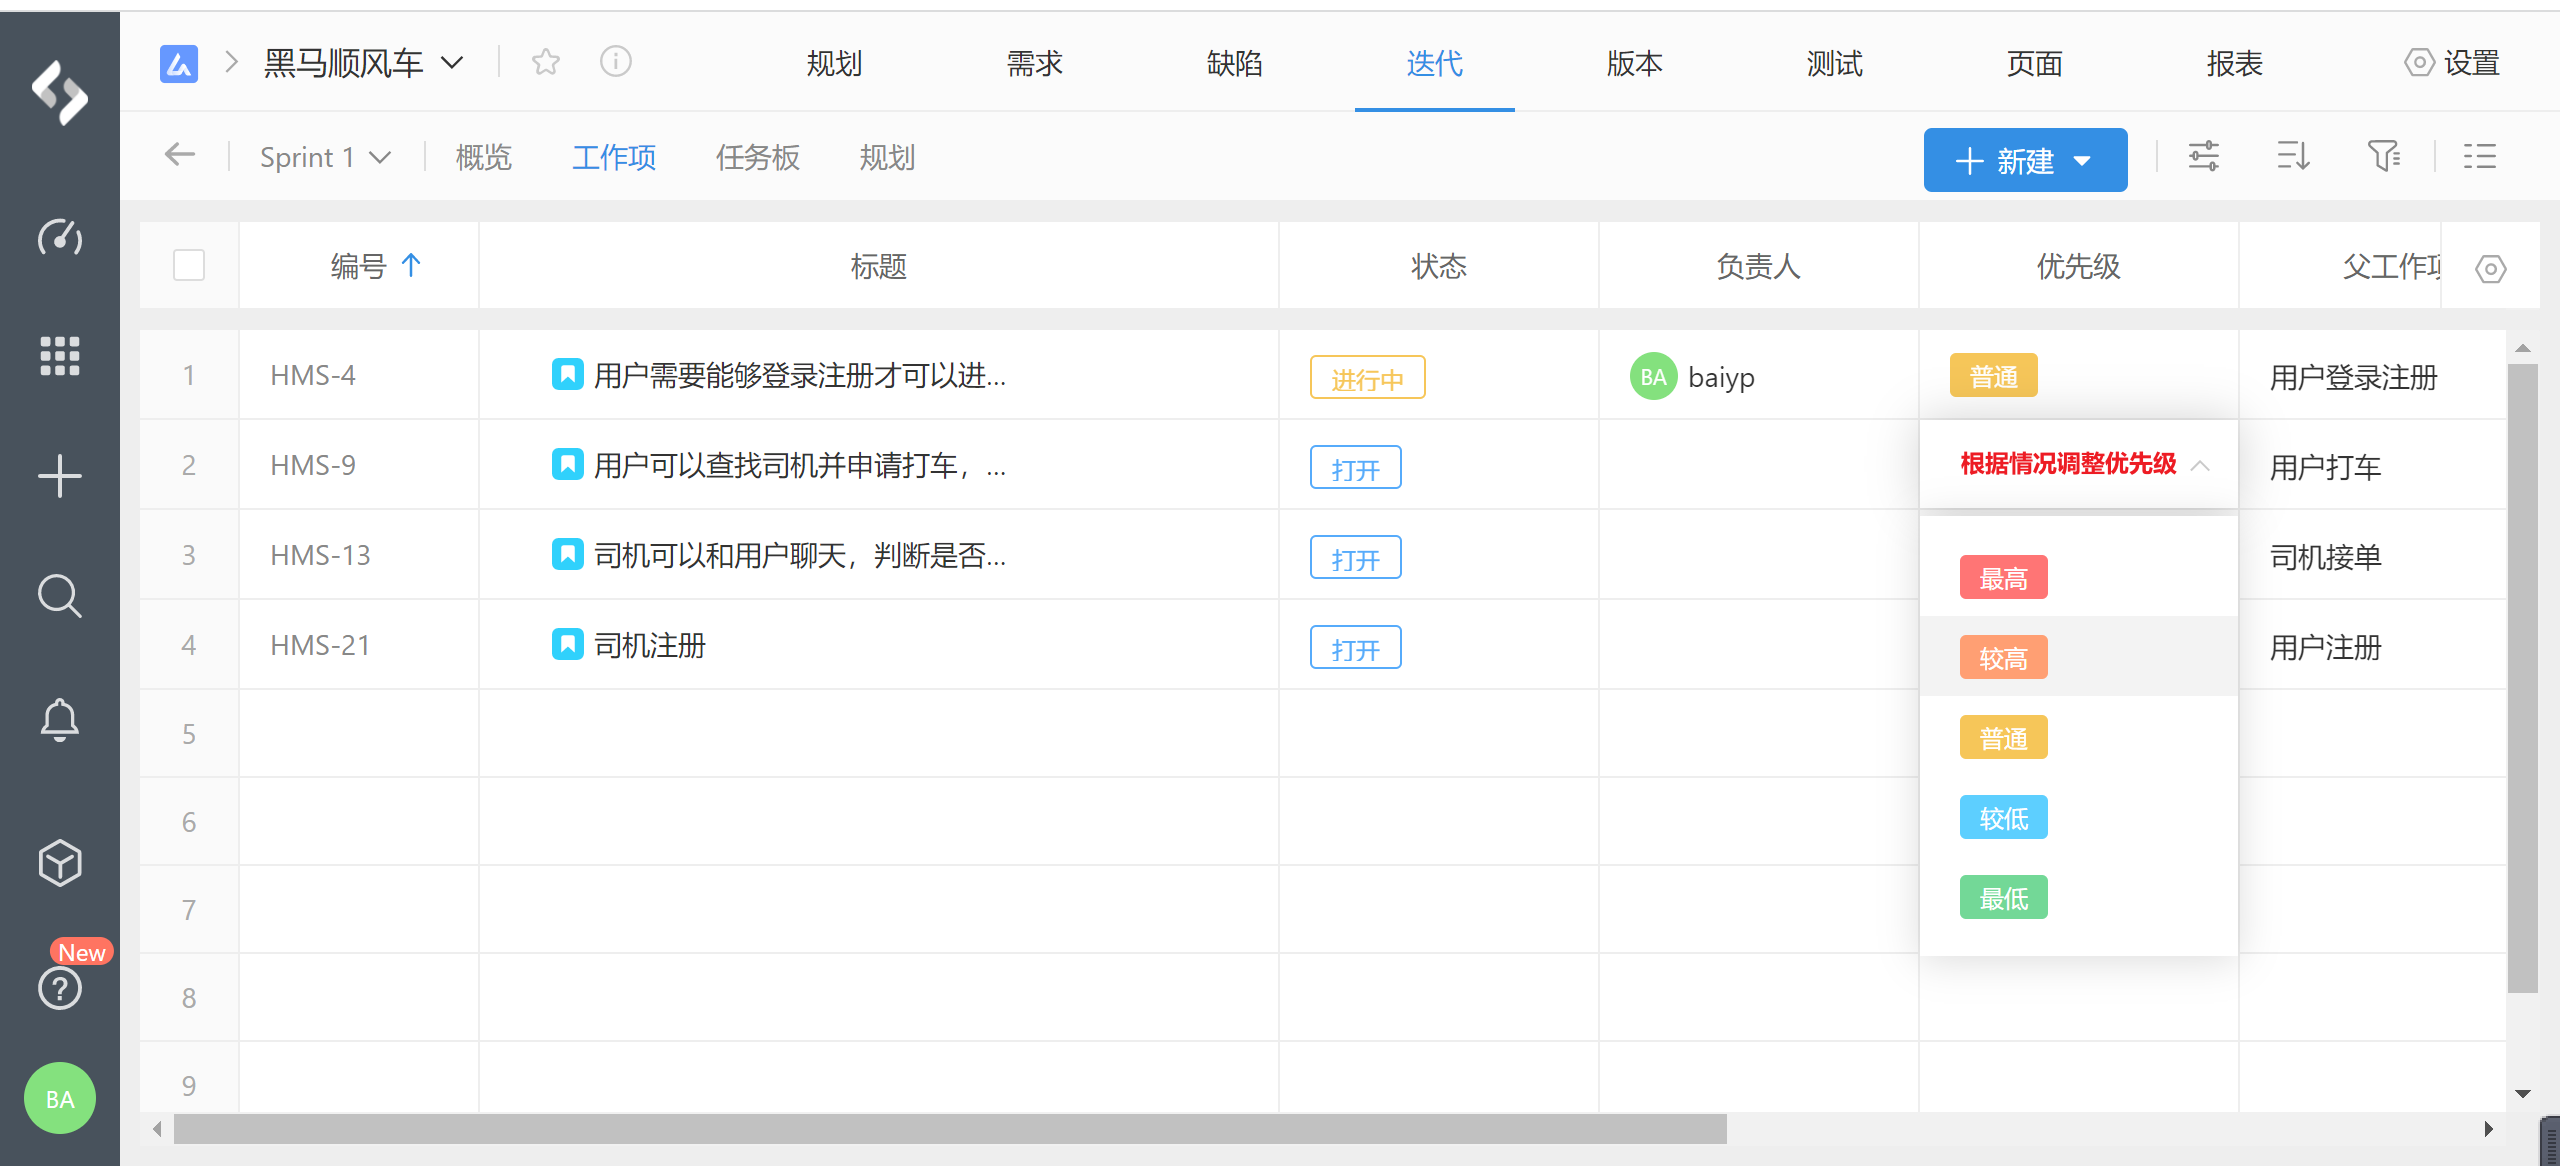 黑马顺风车
规划 需求 缺陷 迭代 版本 测试 页面 报表 设置
Sprint 1 概览 工作项 任务板 规划 新建
编号 标题 状态 负责人 优先级 父工作项
1 HMS-4 用户需要能够登录注册才可以进... 进行中 BA baiyp 普通 用户登录注册
2 HMS-9 用户可以查找司机并申请打车，... 打开 根据情况调整优先级 用户打车
3 HMS-13 司机可以和用户聊天，判断是否... 打开 最高 司机接单
4 HMS-21 司机注册 打开 较高 用户注册
5 普通
6 较低
7 最低
8
9
New
BA